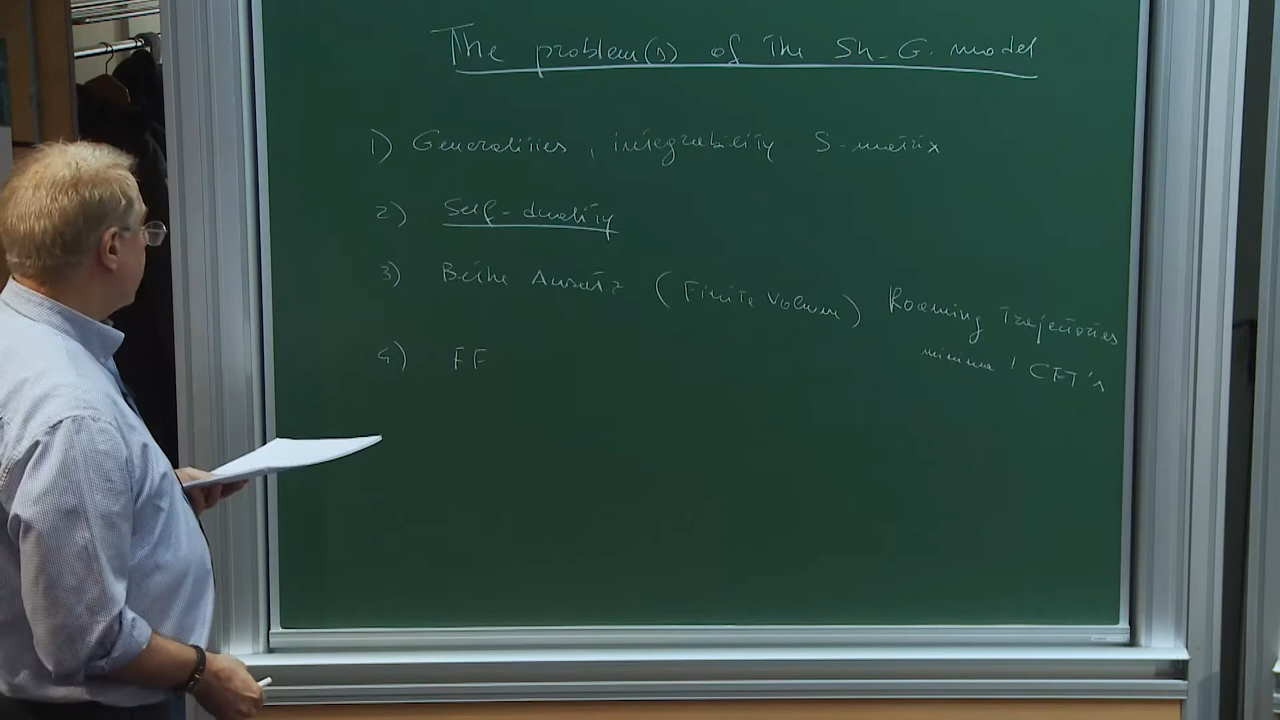 The problem(s) of the Sh-G. model
1) Generalities, integrability S-matrix
2) Self-duality
3) Bethe Ansatz (Finite Volume) Roaming Trajectories
minimal CFT's
4) FF